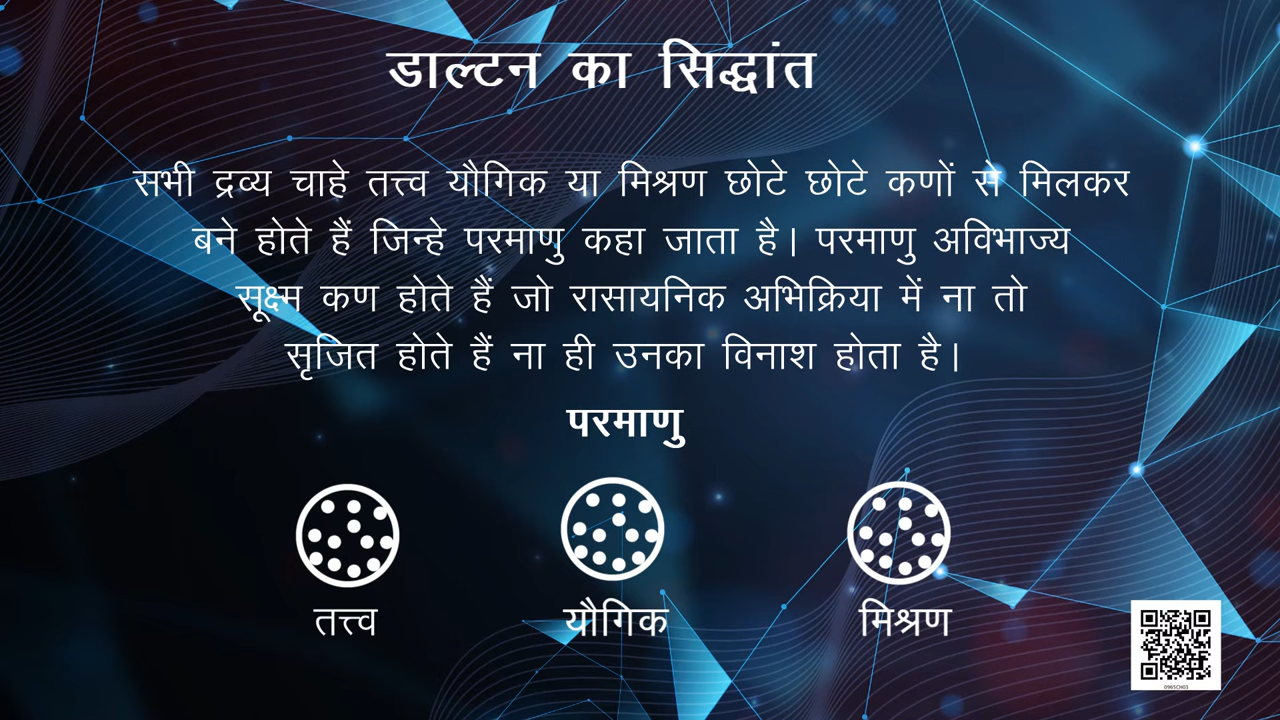 डाल्टन का सिद्धांत
सभी द्रव्य चाहे तत्त्व यौगिक या मिश्रण छोटे छोटे कणों से मिलकर
बने होते हैं जिन्हे परमाणु कहा जाता है। परमाणु अविभाज्य
सूक्ष्म कण होते हैं जो रासायनिक अभिक्रिया में ना तो
सृजित होते हैं ना ही उनका विनाश होता है।
परमाणु
तत्त्व यौगिक मिश्रण
0965CH03